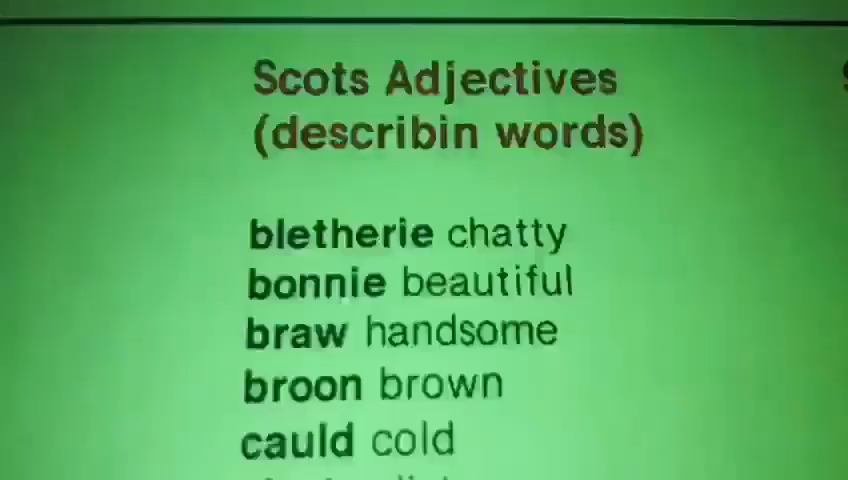 Scots Adjectives
(describin words)
bletherie chatty
bonnie beautiful
braw handsome
broon brown
cauld cold